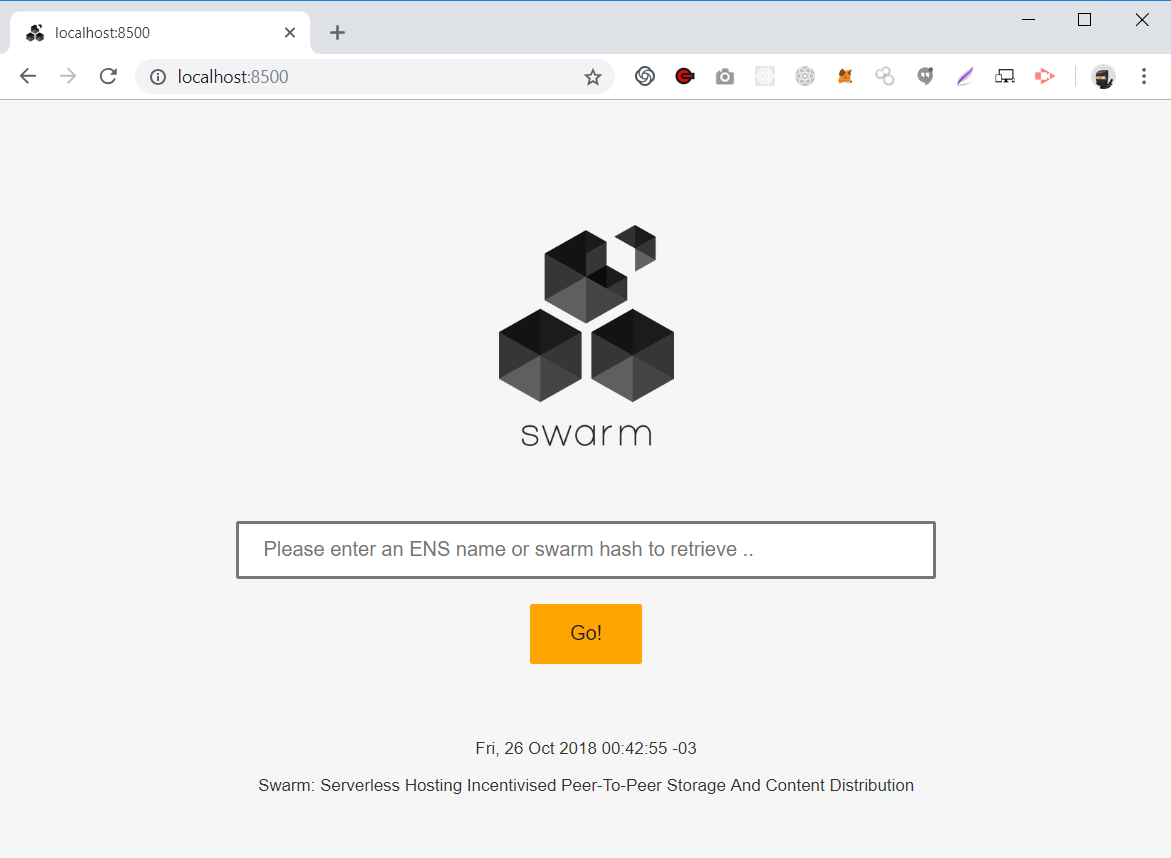 localhost:8500
localhost:8500
swarm
Please enter an ENS name or swarm hash to retrieve ..
Go!
Fri, 26 Oct 2018 00:42:55 -03
Swarm: Serverless Hosting Incentivised Peer-To-Peer Storage And Content Distribution